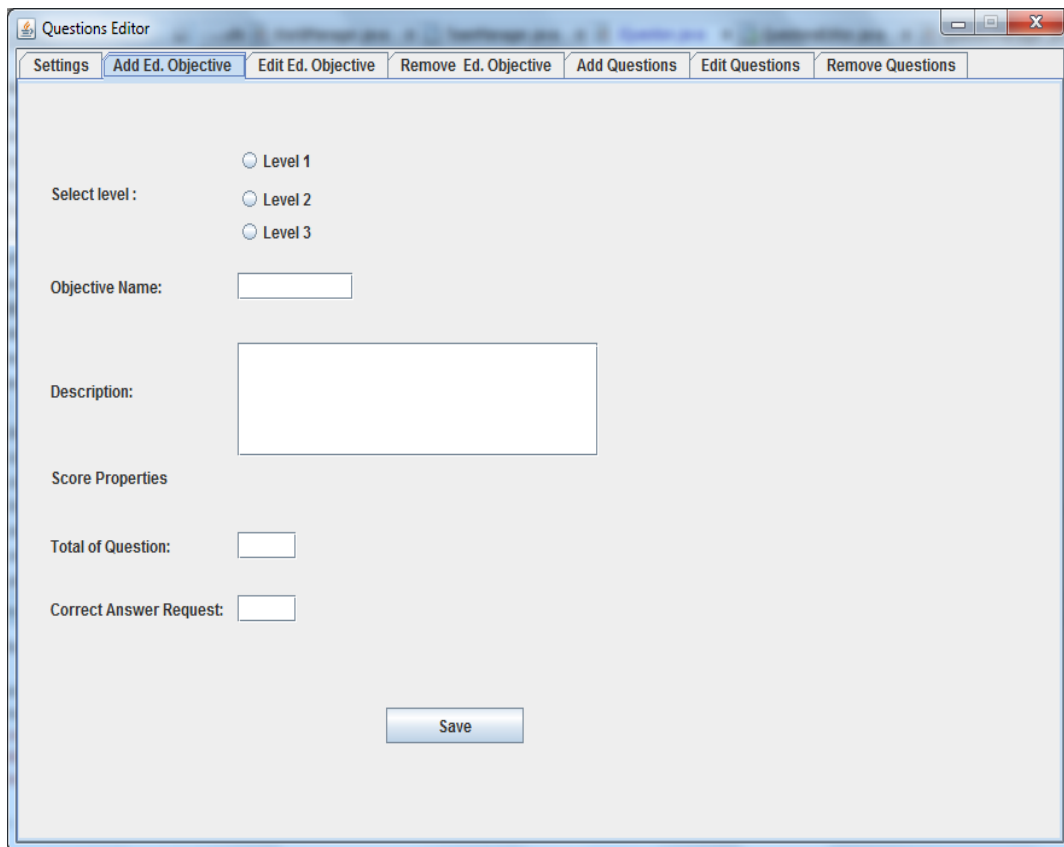 Questions Editor
Settings Add Ed. Objective Edit Ed. Objective Remove Ed. Objective Add Questions Edit Questions Remove Questions
Level 1
Select level :
Level 2
Level 3
Objective Name:
Description:
Score Properties
Total of Question:
Correct Answer Request:
Save